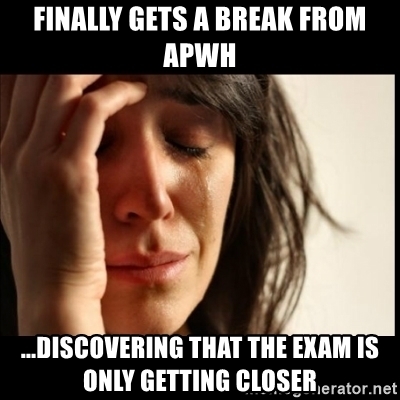 FINALLY GETS A BREAK FROM
APWH
...DISCOVERING THAT THE EXAM IS
ONLY GETTING CLOSER